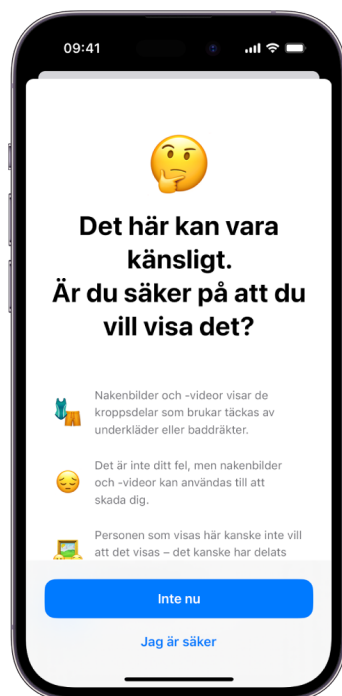 09:41
Det här kan vara
känsligt.
Är du säker på att du
vill visa det?
Nakenbilder och -videor visar de
kroppsdelar som brukar täckas av
underkläder eller baddräkter.
Det är inte ditt fel, men nakenbilder
och -videor kan användas till att
skada dig.
Personen som visas här kanske inte vill
att det visas – det kanske har delats
Inte nu
Jag är säker